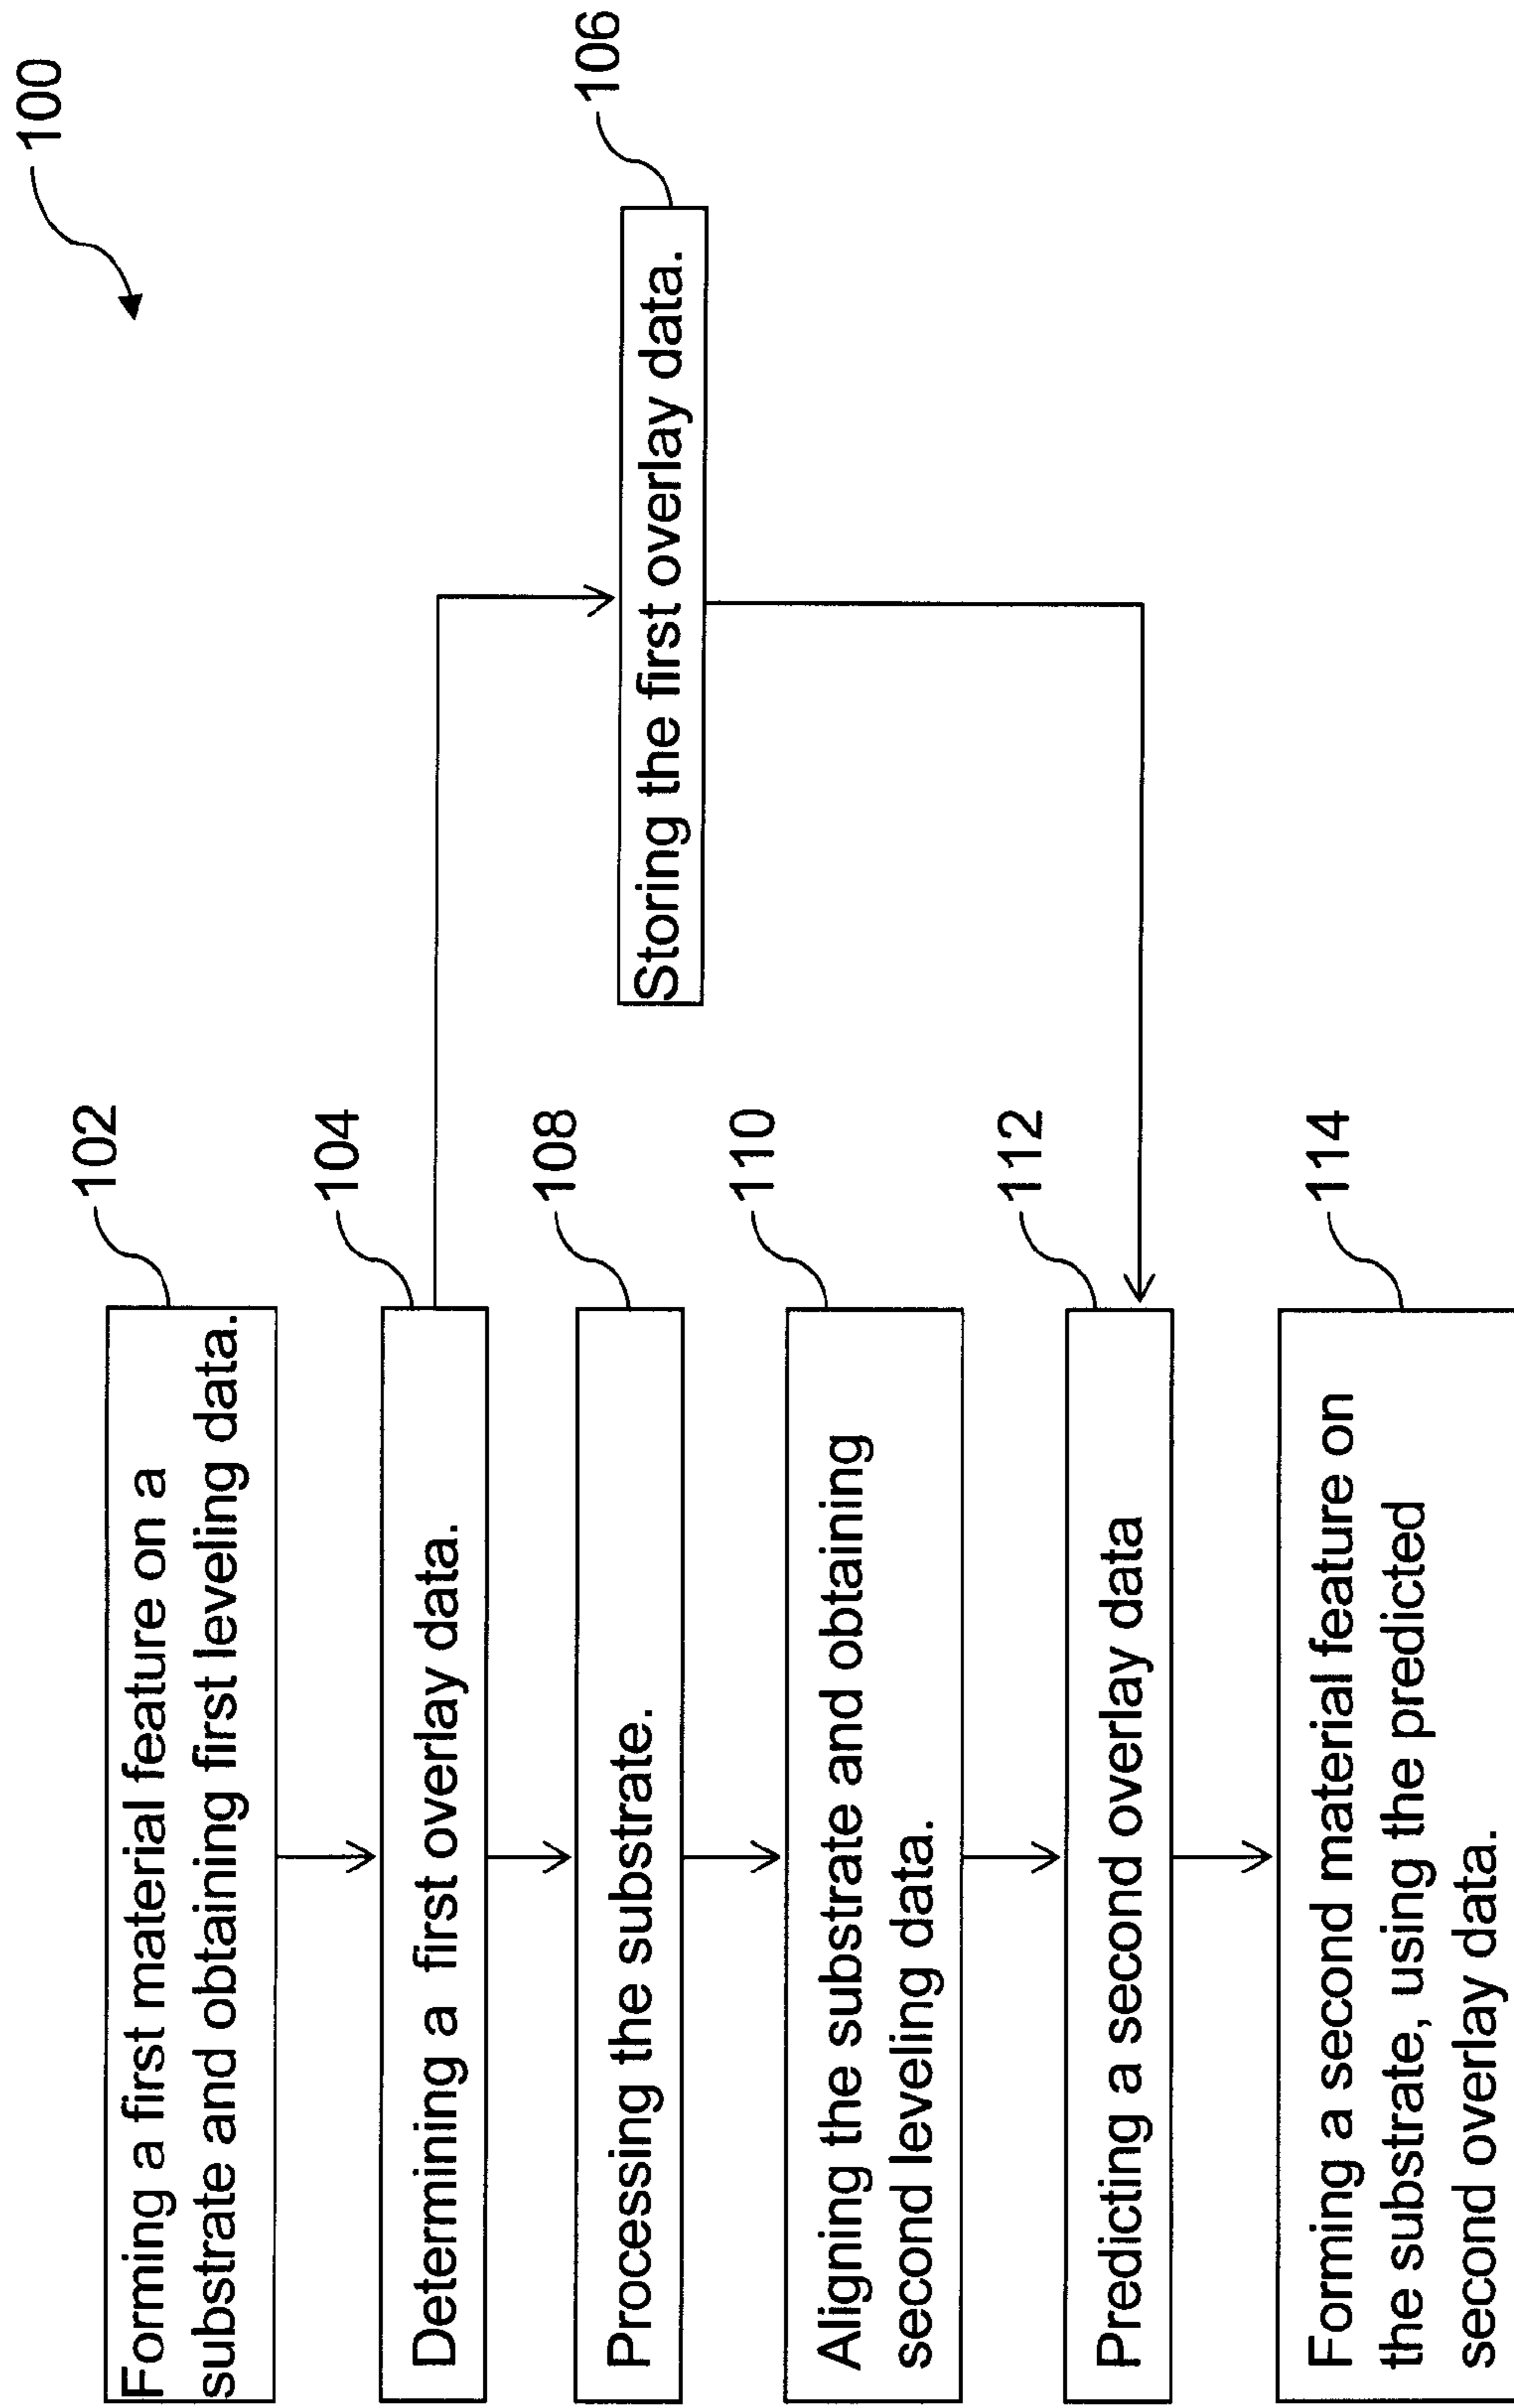 100
102
Forming a first material feature on a
substrate and obtaining first leveling data.
104
Determining a first overlay data.
106
Storing the first overlay data.
108
Processing the substrate.
110
Aligning the substrate and obtaining
second leveling data.
112
Predicting a second overlay data
114
Forming a second material feature on
the substrate, using the predicted
second overlay data.